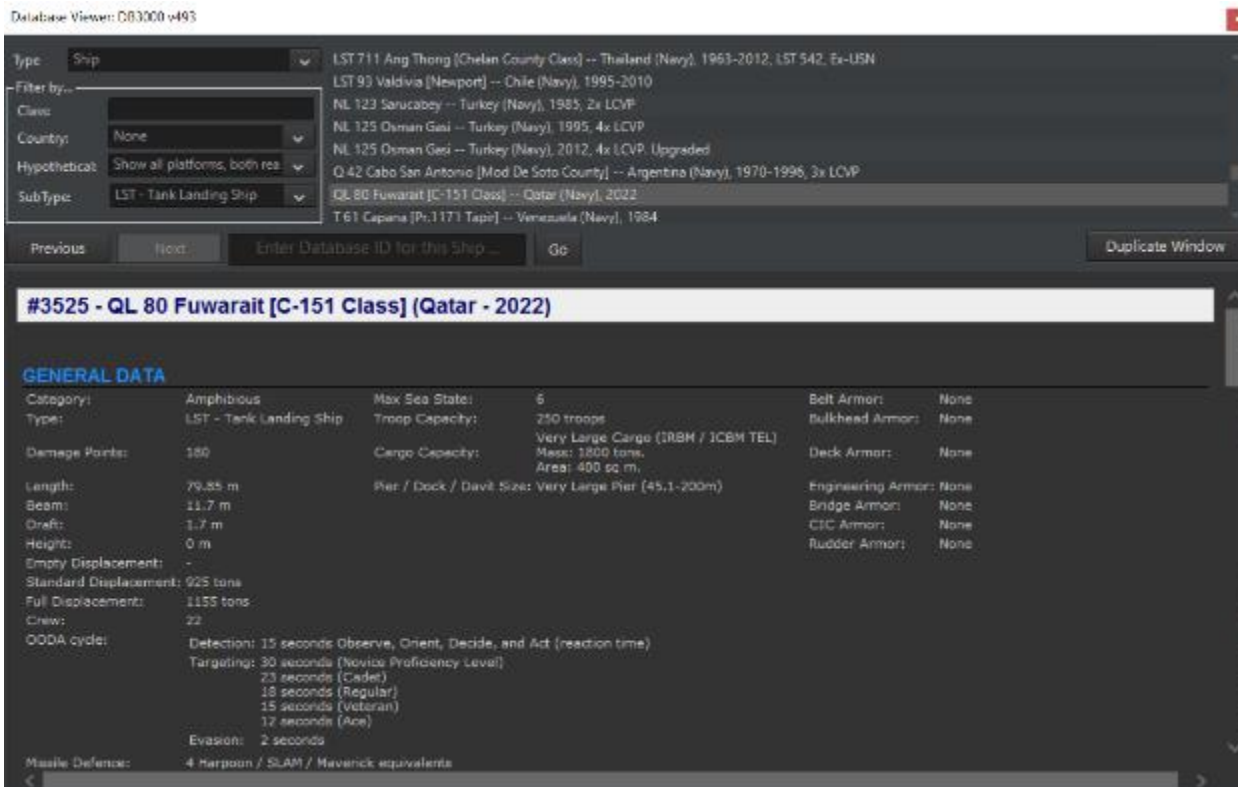 Database Viewer: DB3000 v493
Type Ship
Filter by...
Class:
Country: None
Hypothetical: Show all platforms, both rea
SubType: LST - Tank Landing Ship
LST 711 Ang Thong [Chelan County Class] -- Thailand (Navy), 1963-2012, LST 542, Ex-USN
LST 93 Valdivia [Newport] -- Chile (Navy), 1995-2010
NL 123 Sarucabey -- Turkey (Navy), 1985, 2x LCVP
NL 125 Osman Gasi -- Turkey (Navy), 1995, 4x LCVP
NL 125 Osman Gasi -- Turkey (Navy), 2012, 4x LCVP. Upgraded
Q 42 Cabo San Antonio [Mod De Soto County] -- Argentina (Navy), 1970-1996, 3x LCVP
QL 80 Fuwarait [C-151 Class] -- Qatar (Navy), 2022
T 61 Capana [Pr.1171 Tapir] -- Venezuela (Navy), 1984
Previous Next Enter Database ID for this Ship ... Go Duplicate Window
#3525 - QL 80 Fuwarait [C-151 Class] (Qatar - 2022)
GENERAL DATA
Category: Amphibious Max Sea State: 6 Belt Armor: None
Type: LST - Tank Landing Ship Troop Capacity: 250 troops Bulkhead Armor: None
Damage Points: 180 Cargo Capacity: Very Large Cargo (IRBM / ICBM TEL)
Mass: 1800 tons.
Area: 400 sq m.
Deck Armor: None
Length: 79.85 m Pier / Dock / Davit Size: Very Large Pier (45.1-200m) Engineering Armor: None
Beam: 11.7 m Bridge Armor: None
Draft: 1.7 m CIC Armor: None
Height: 0 m Rudder Armor: None
Empty Displacement: -
Standard Displacement: 925 tons
Full Displacement: 1155 tons
Crew: 22
OODA cycle: Detection: 15 seconds Observe, Orient, Decide, and Act (reaction time)
Targeting: 30 seconds (Novice Proficiency Level)
23 seconds (Cadet)
18 seconds (Regular)
15 seconds (Veteran)
12 seconds (Ace)
Evasion: 2 seconds
Missile Defence: 4 Harpoon / SLAM / Maverick equivalents